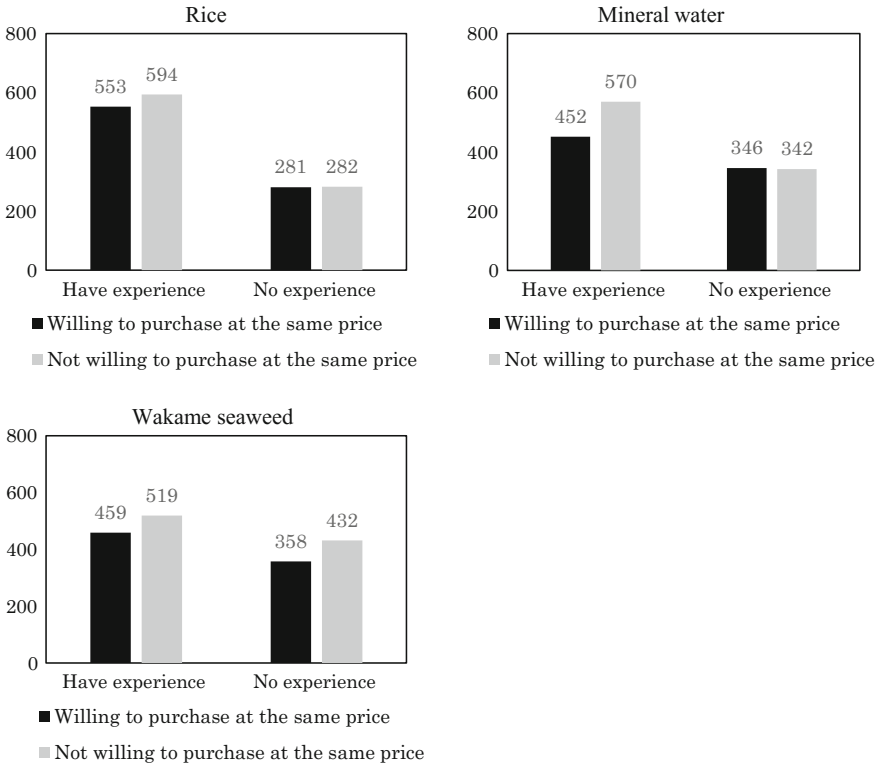 Rice
800
600
400
200
0
553
594
281
282
Have experience
No experience
■ Willing to purchase at the same price
■ Not willing to purchase at the same price
Mineral water
800
600
400
200
0
452
570
346
342
Have experience
No experience
■ Willing to purchase at the same price
■ Not willing to purchase at the same price
Wakame seaweed
800
600
400
200
0
459
519
358
432
Have experience
No experience
■ Willing to purchase at the same price
■ Not willing to purchase at the same price